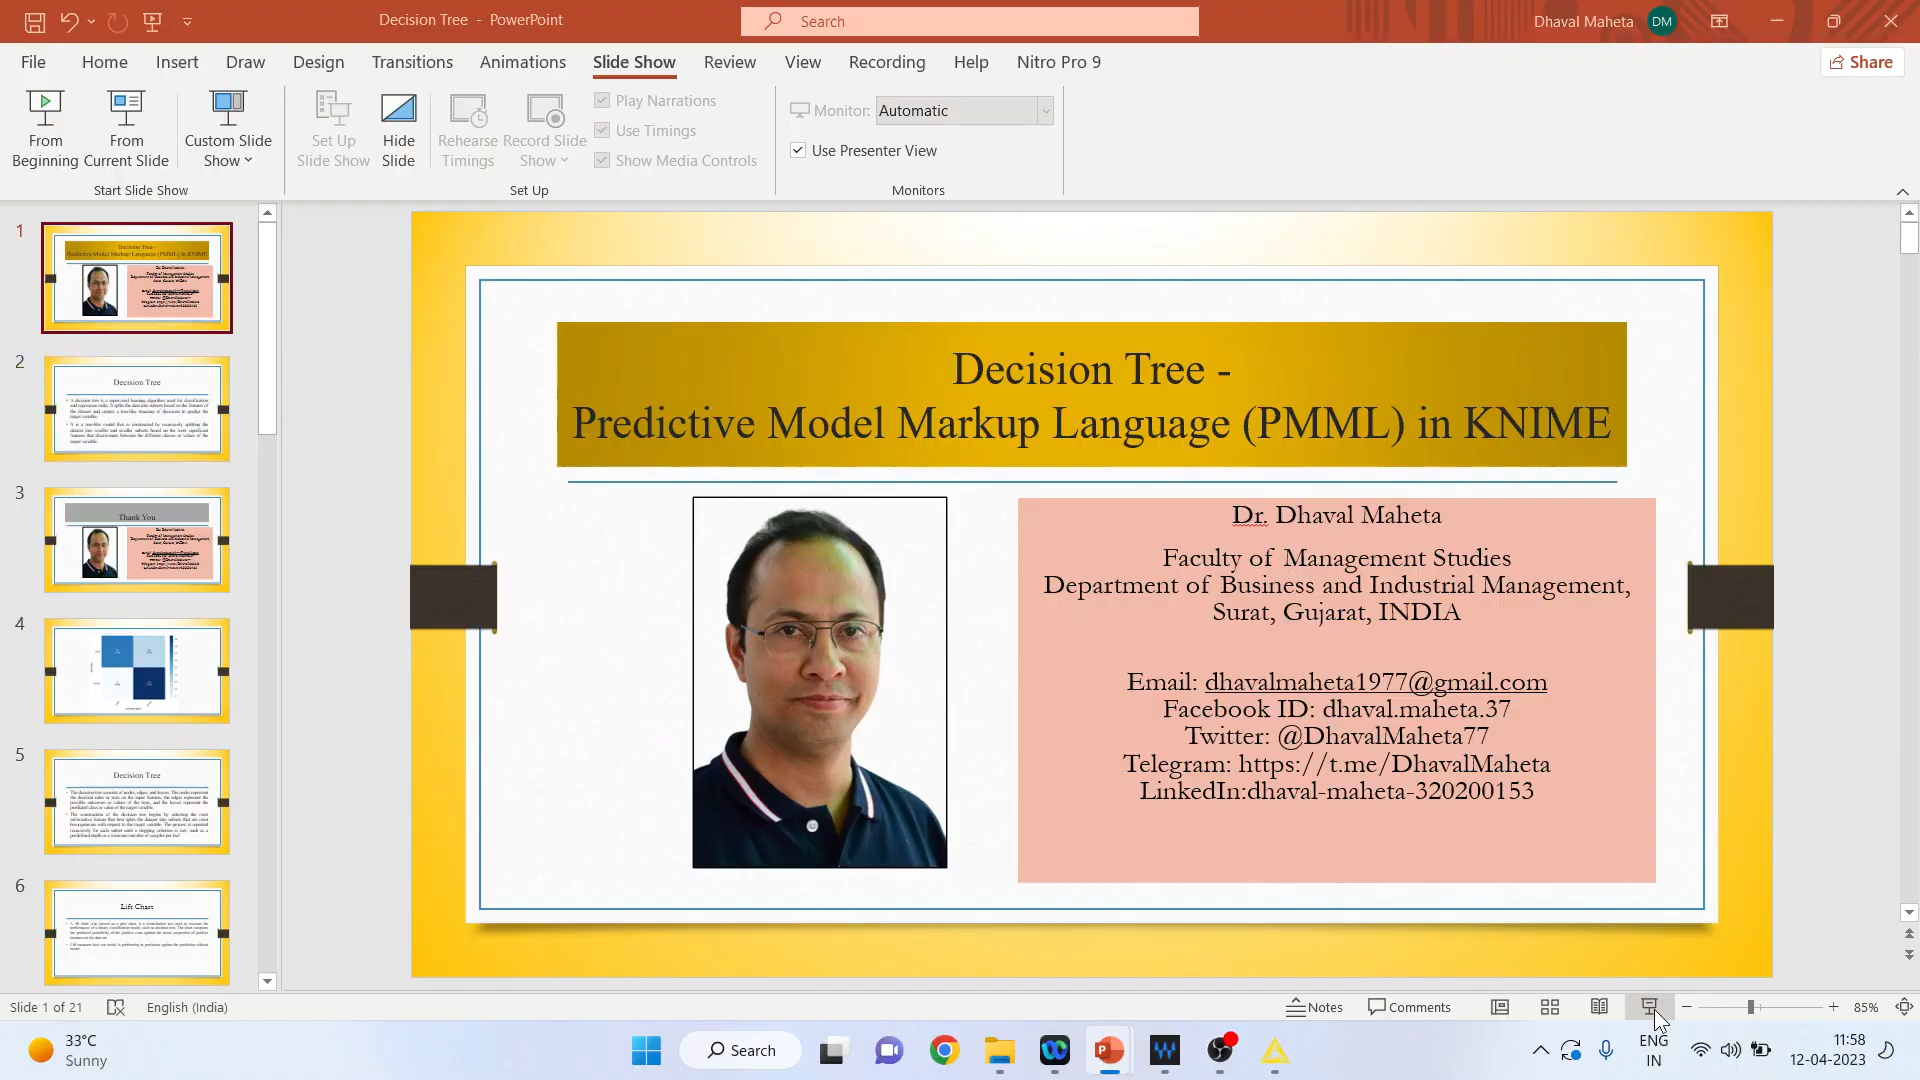 Decision Tree - PowerPoint
Search
Dhaval Maheta DM
File Home Insert Draw Design Transitions Animations Slide Show Review View Recording Help Nitro Pro 9
Share
From Beginning
From Current Slide
Custom Slide Show
Start Slide Show
Set Up Slide Show
Hide Slide
Rehearse Timings
Record Slide Show
Play Narrations
Use Timings
Show Media Controls
Set Up
Monitor: Automatic
Use Presenter View
Monitors
1
2
Decision Tree
3
Thank You
4
5
Decision Tree
6
Lift Chart
Decision Tree -
Predictive Model Markup Language (PMML) in KNIME
Dr. Dhaval Maheta
Faculty of Management Studies
Department of Business and Industrial Management,
Surat, Gujarat, INDIA
Email: dhavalmaheta1977@gmail.com
Facebook ID: dhaval.maheta.37
Twitter: @DhavalMaheta77
Telegram: https://t.me/DhavalMaheta
LinkedIn:dhaval-maheta-320200153
Slide 1 of 21
English (India)
Notes
Comments
85%
33°C
Sunny
Search
ENG
IN
11:58
12-04-2023